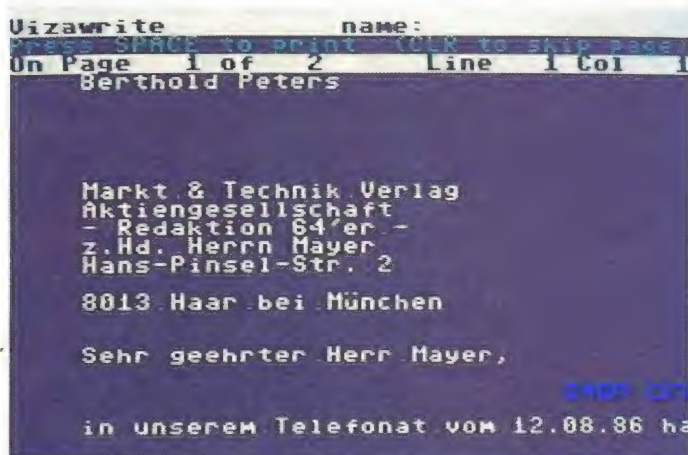 Vizawrite name:
Press SPACE to print (CLR to skip page)
On Page 1 of 2 Line 1 Col 1
Berthold Peters
Markt & Technik Verlag
Aktiengesellschaft
- Redaktion 64'er -
z.Hd. Herrn Mayer
Hans-Pinsel-Str. 2
8013 Haar bei München
Sehr geehrter Herr Mayer,
in unserem Telefonat vom 12.08.86 ha